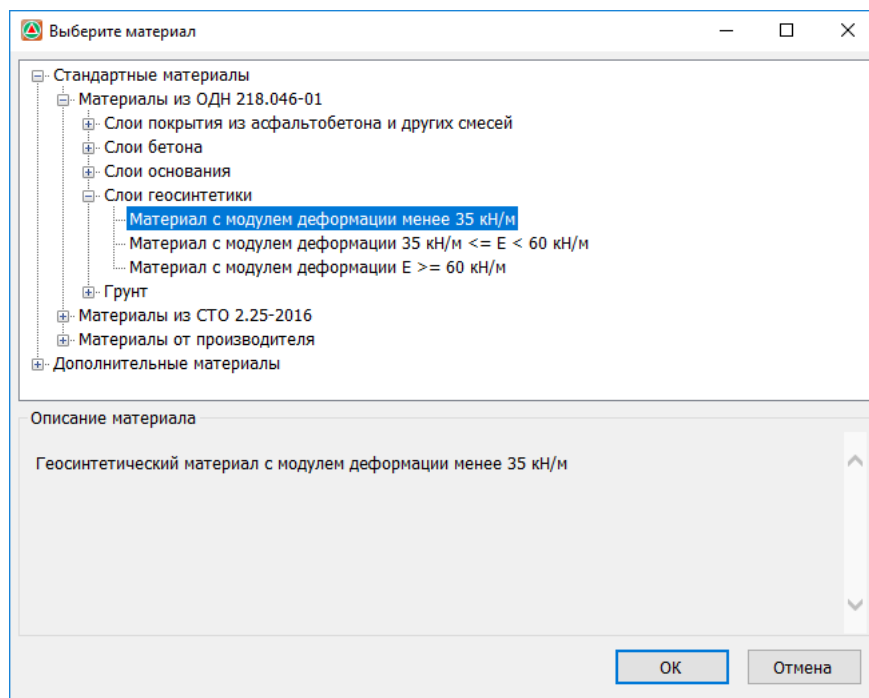 Выберите материал
Стандартные материалы
Материалы из ОДН 218.046-01
Слои покрытия из асфальтобетона и других смесей
Слои бетона
Слои основания
Слои геосинтетики
Материал с модулем деформации менее 35 кН/м
Материал с модулем деформации 35 кН/м <= E < 60 кН/м
Материал с модулем деформации E >= 60 кН/м
Грунт
Материалы из СТО 2.25-2016
Материалы от производителя
Дополнительные материалы
Описание материала
Геосинтетический материал с модулем деформации менее 35 кН/м
ОК
Отмена